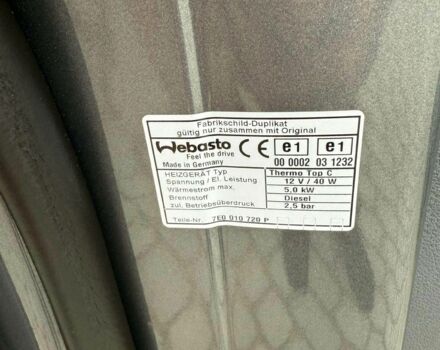 Fabrikschild-Duplikat
gültig nur zusammen mit Original
Webasto CE e1 e1
Feel the drive 00 0002 03 1232
Made in Germany
HEIZGERÄT Typ Thermo Top C
Spannung / El. Leistung 12 V / 40 W
Wärmestrom max. 5,0 kW
Brennstoff Diesel
zul. Betriebsüberdruck 2,5 bar
Teile-Nr. 7E0 010 720 P